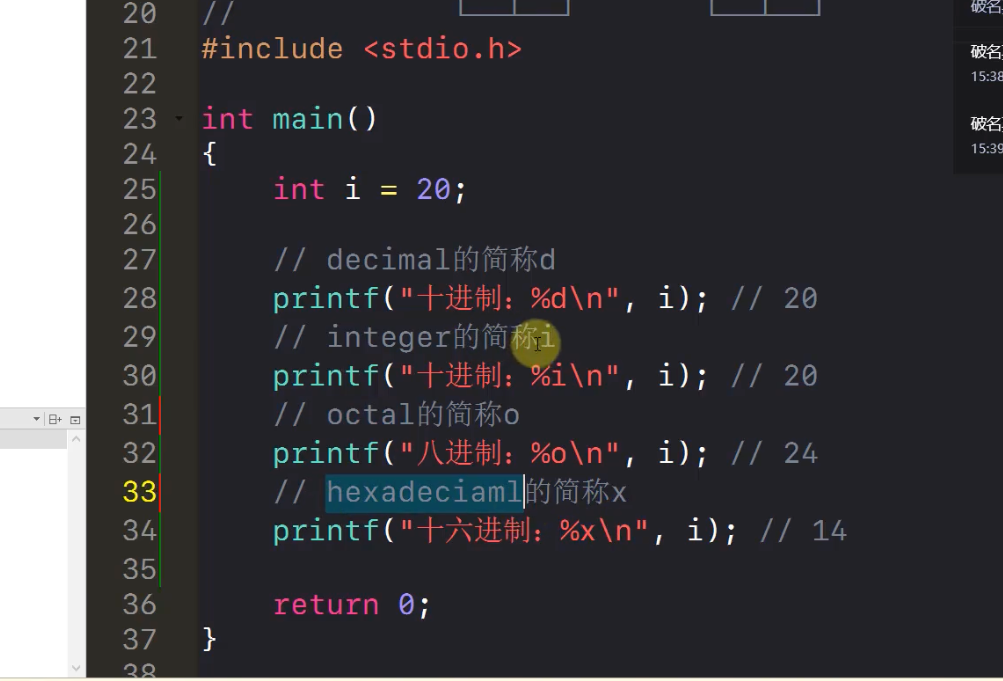 20 //
21 #include <stdio.h>
22
23 int main()
24 {
25 int i = 20;
26
27 // decimal的简称d
28 printf("十进制：%d\n", i); // 20
29 // integer的简称i
30 printf("十进制：%i\n", i); // 20
31 // octal的简称o
32 printf("八进制：%o\n", i); // 24
33 // hexadeciaml的简称x
34 printf("十六进制：%x\n", i); // 14
35
36 return 0;
37 }
38
破名
破名
15:38
破名
15:39